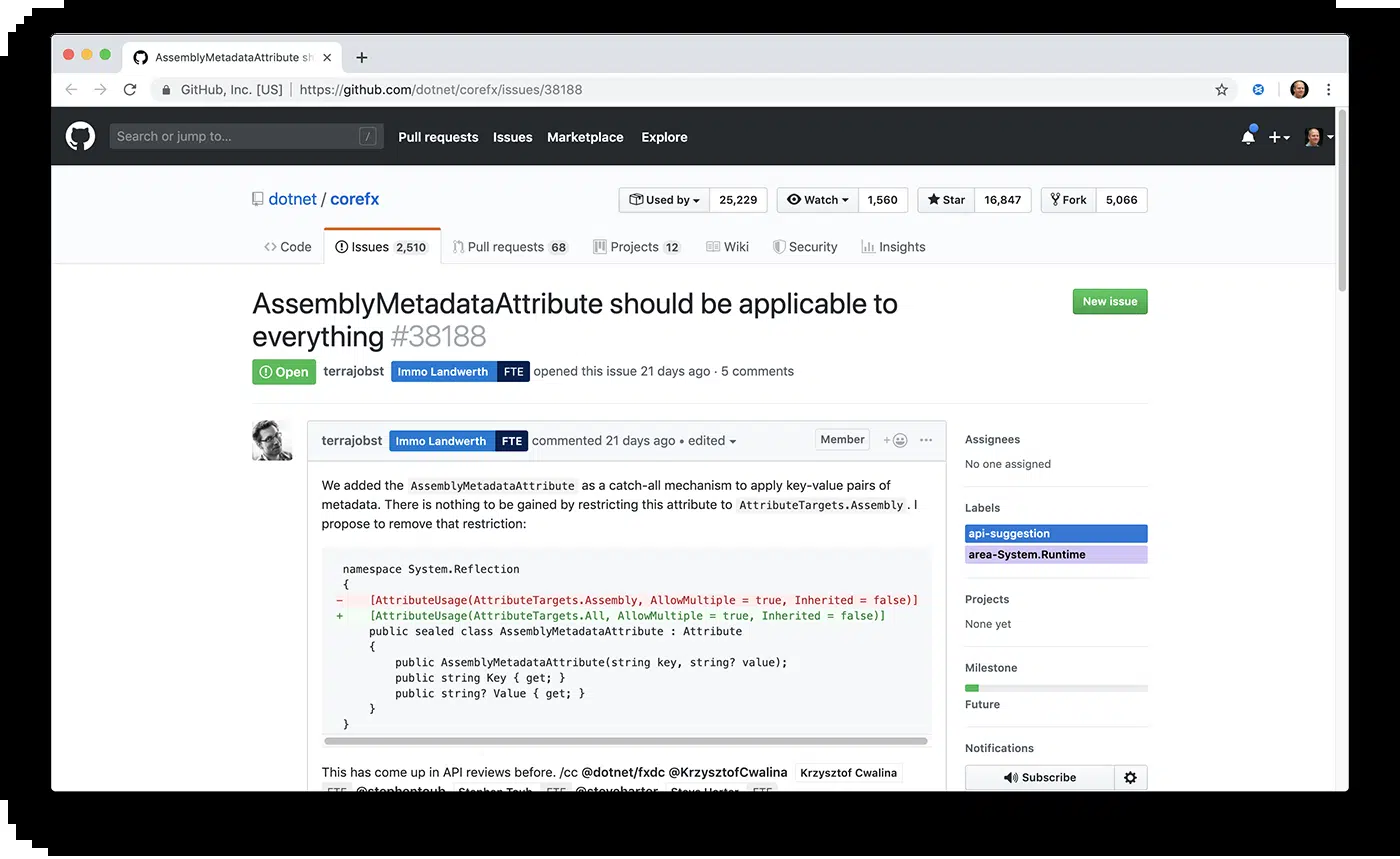 AssemblyMetadataAttribute sh
GitHub, Inc. [US] | https://github.com/dotnet/corefx/issues/38188
Search or jump to... / Pull requests Issues Marketplace Explore
dotnet / corefx Used by 25,229 Watch 1,560 Star 16,847 Fork 5,066
Code Issues 2,510 Pull requests 68 Projects 12 Wiki Security Insights
AssemblyMetadataAttribute should be applicable to
everything #38188
New issue
Open terrajobst Immo Landwerth FTE opened this issue 21 days ago · 5 comments
terrajobst Immo Landwerth FTE commented 21 days ago • edited Member
We added the AssemblyMetadataAttribute as a catch-all mechanism to apply key-value pairs of
metadata. There is nothing to be gained by restricting this attribute to AttributeTargets.Assembly. I
propose to remove that restriction:
namespace System.Reflection
{
- [AttributeUsage(AttributeTargets.Assembly, AllowMultiple = true, Inherited = false)]
+ [AttributeUsage(AttributeTargets.All, AllowMultiple = true, Inherited = false)]
public sealed class AssemblyMetadataAttribute : Attribute
{
public AssemblyMetadataAttribute(string key, string? value);
public string Key { get; }
public string? Value { get; }
}
}
This has come up in API reviews before. /cc @dotnet/fxdc @KrzysztofCwalina Krzysztof Cwalina
FTE @stephentoub Stephen Toub FTE @steveharter Steve Harter FTE
Assignees
No one assigned
Labels
api-suggestion
area-System.Runtime
Projects
None yet
Milestone
Future
Notifications
Subscribe